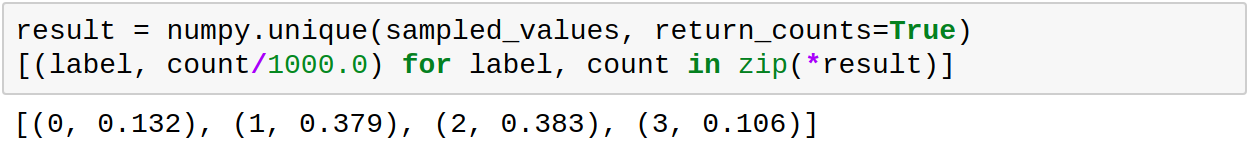 result = numpy.unique(sampled_values, return_counts=True)
[(label, count/1000.0) for label, count in zip(*result)]
[(0, 0.132), (1, 0.379), (2, 0.383), (3, 0.106)]